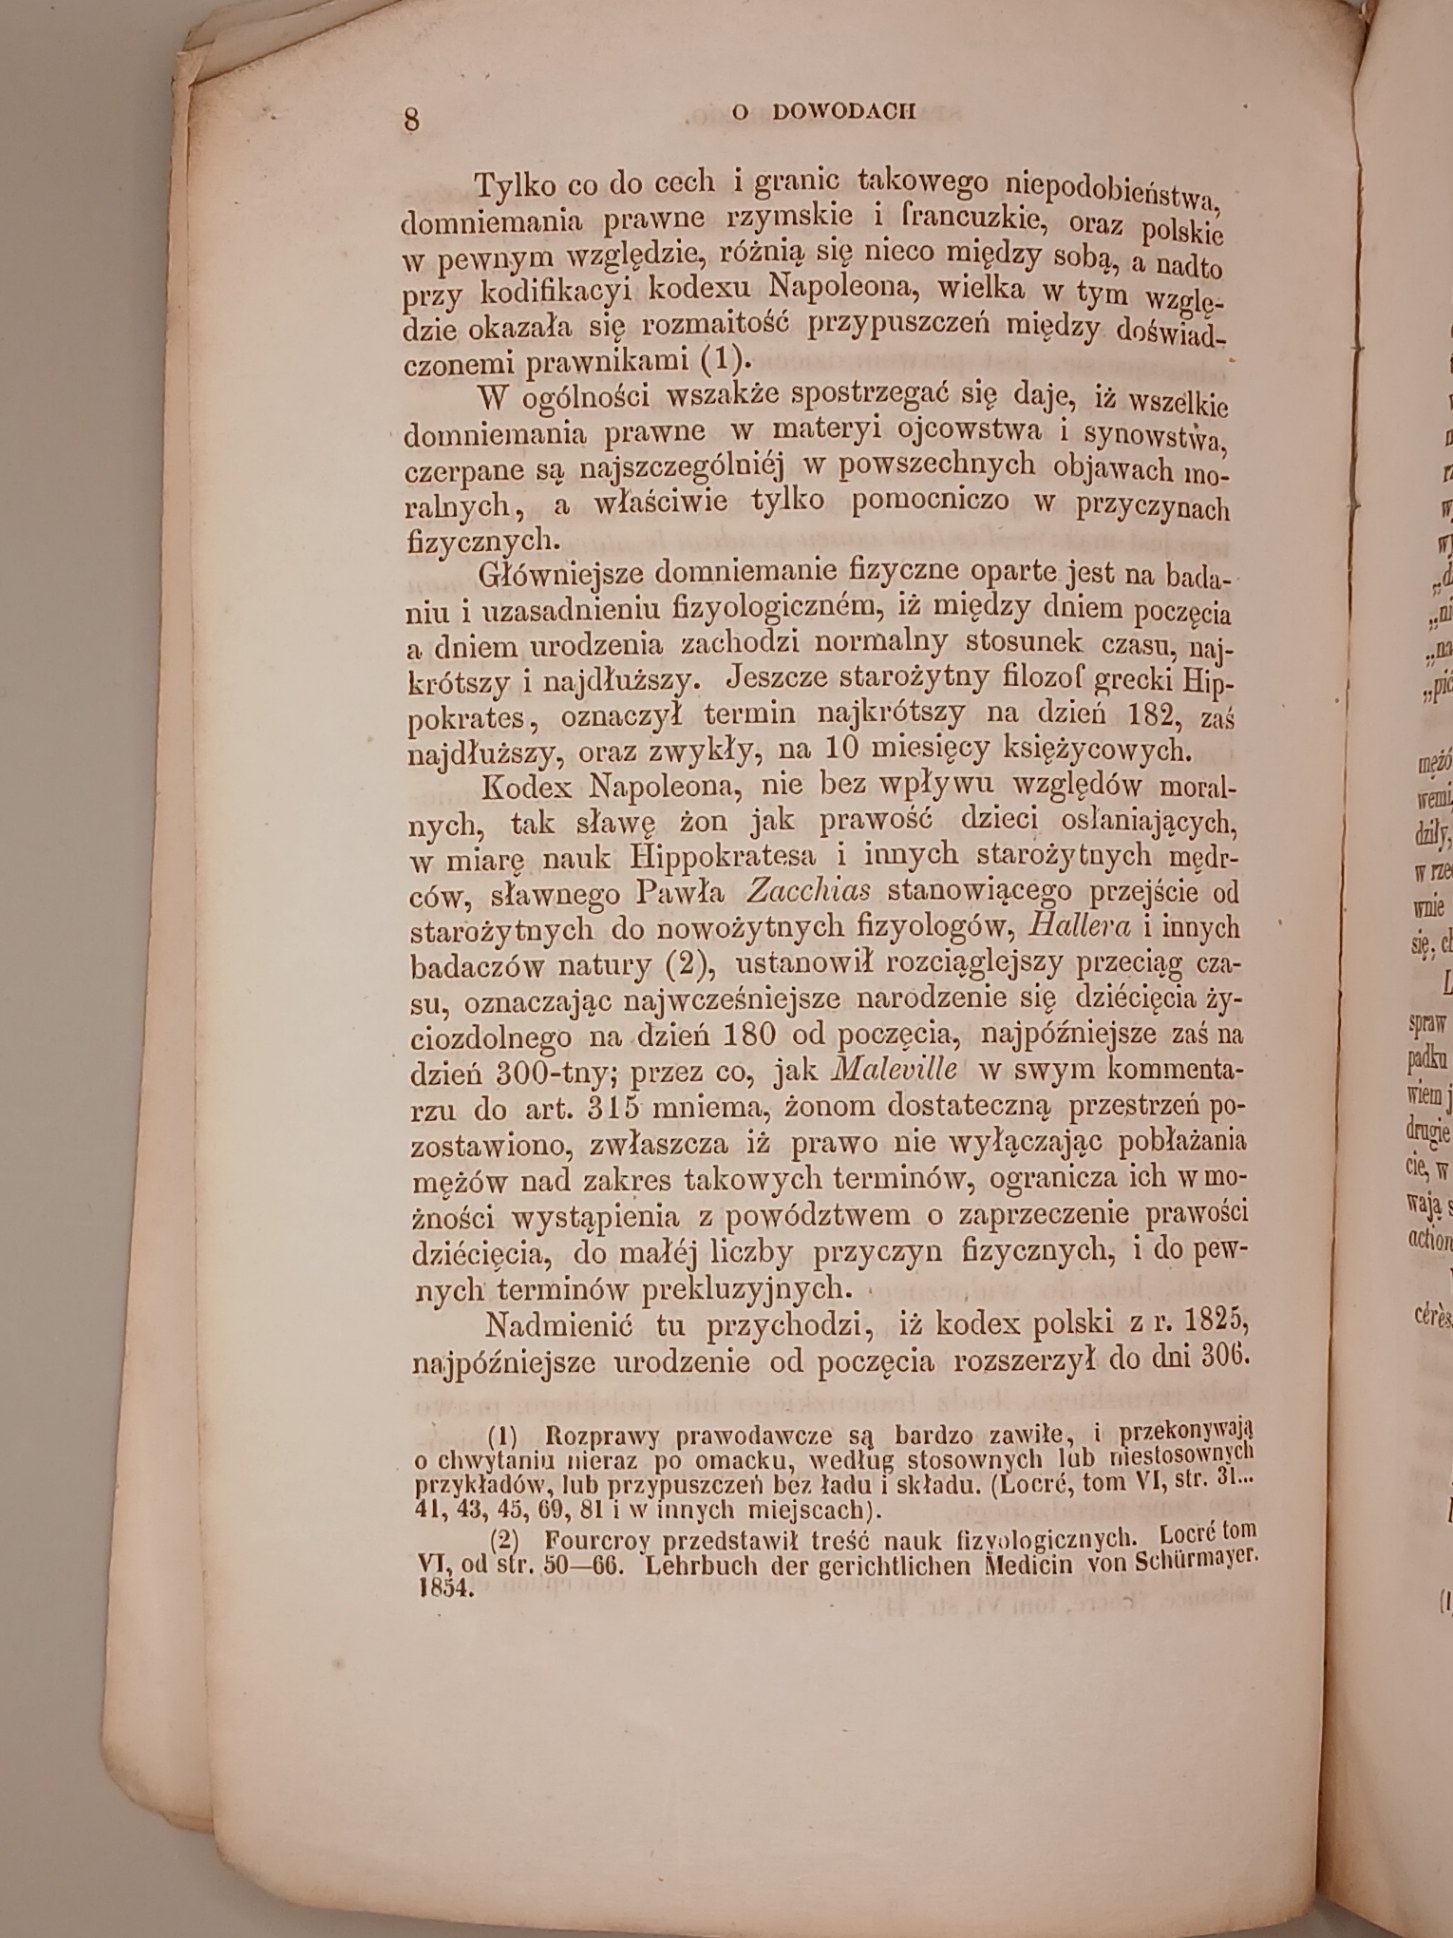 8 O DOWODACH
Tylko co do cech i granic takowego niepodobieństwa,
domniemania prawne rzymskie i francuzkie, oraz polskie
w pewnym względzie, różnią się nieco między sobą, a nadto
przy kodifikacyi kodexu Napoleona, wielka w tym wzglę-
dzie okazała się rozmaitość przypuszczeń między doświad-
czonemi prawnikami (1).
W ogólności wszakże spostrzegać się daje, iż wszelkie
domniemania prawne w materyi ojcowstwa i synowstwa,
czerpane są najszczególniéj w powszechnych objawach mo-
ralnych, a właściwie tylko pomocniczo w przyczynach
fizycznych.
Główniejsze domniemanie fizyczne oparte jest na bada-
niu i uzasadnieniu fizyologiczném, iż między dniem poczęcia
a dniem urodzenia zachodzi normalny stosunek czasu, naj-
krótszy i najdłuższy. Jeszcze starożytny filozof grecki Hip-
pokrates, oznaczył termin najkrótszy na dzień 182, zaś
najdłuższy, oraz zwykły, na 10 miesięcy księżycowych.
Kodex Napoleona, nie bez wpływu względów moral-
nych, tak sławę żon jak prawość dzieci osłaniających,
w miarę nauk Hippokratesa i innych starożytnych mędr-
ców, sławnego Pawła Zacchias stanowiącego przejście od
starożytnych do nowożytnych fizyologów, Hallera i innych
badaczów natury (2), ustanowił rozciąglejszy przeciąg cza-
su, oznaczając najwcześniejsze narodzenie się dziécięcia ży-
ciozdolnego na dzień 180 od poczęcia, najpóźniejsze zaś na
dzień 300-tny; przez co, jak Maleville w swym kommenta-
rzu do art. 315 mniema, żonom dostateczną przestrzeń po-
zostawiono, zwłaszcza iż prawo nie wyłączając pobłażania
mężów nad zakres takowych terminów, ogranicza ich w mo-
żności wystąpienia z powództwem o zaprzeczenie prawości
dziécięcia, do małéj liczby przyczyn fizycznych, i do pew-
nych terminów prekluzyjnych.
Nadmienić tu przychodzi, iż kodex polski z r. 1825,
najpóźniejsze urodzenie od poczęcia rozszerzył do dni 306.
(1) Rozprawy prawodawcze są bardzo zawiłe, i przekonywają
o chwytaniu nieraz po omacku, według stosownych lub niestosownych
przykładów, lub przypuszczeń bez ładu i składu. (Locré, tom VI, str. 31...
41, 43, 45, 69, 81 i w innych miejscach).
(2) Fourcroy przedstawił treść nauk fizyologicznych. Locré tom
VI, od str. 50—66. Lehrbuch der gerichtlichen Medicin von Schürmayer.
1854.